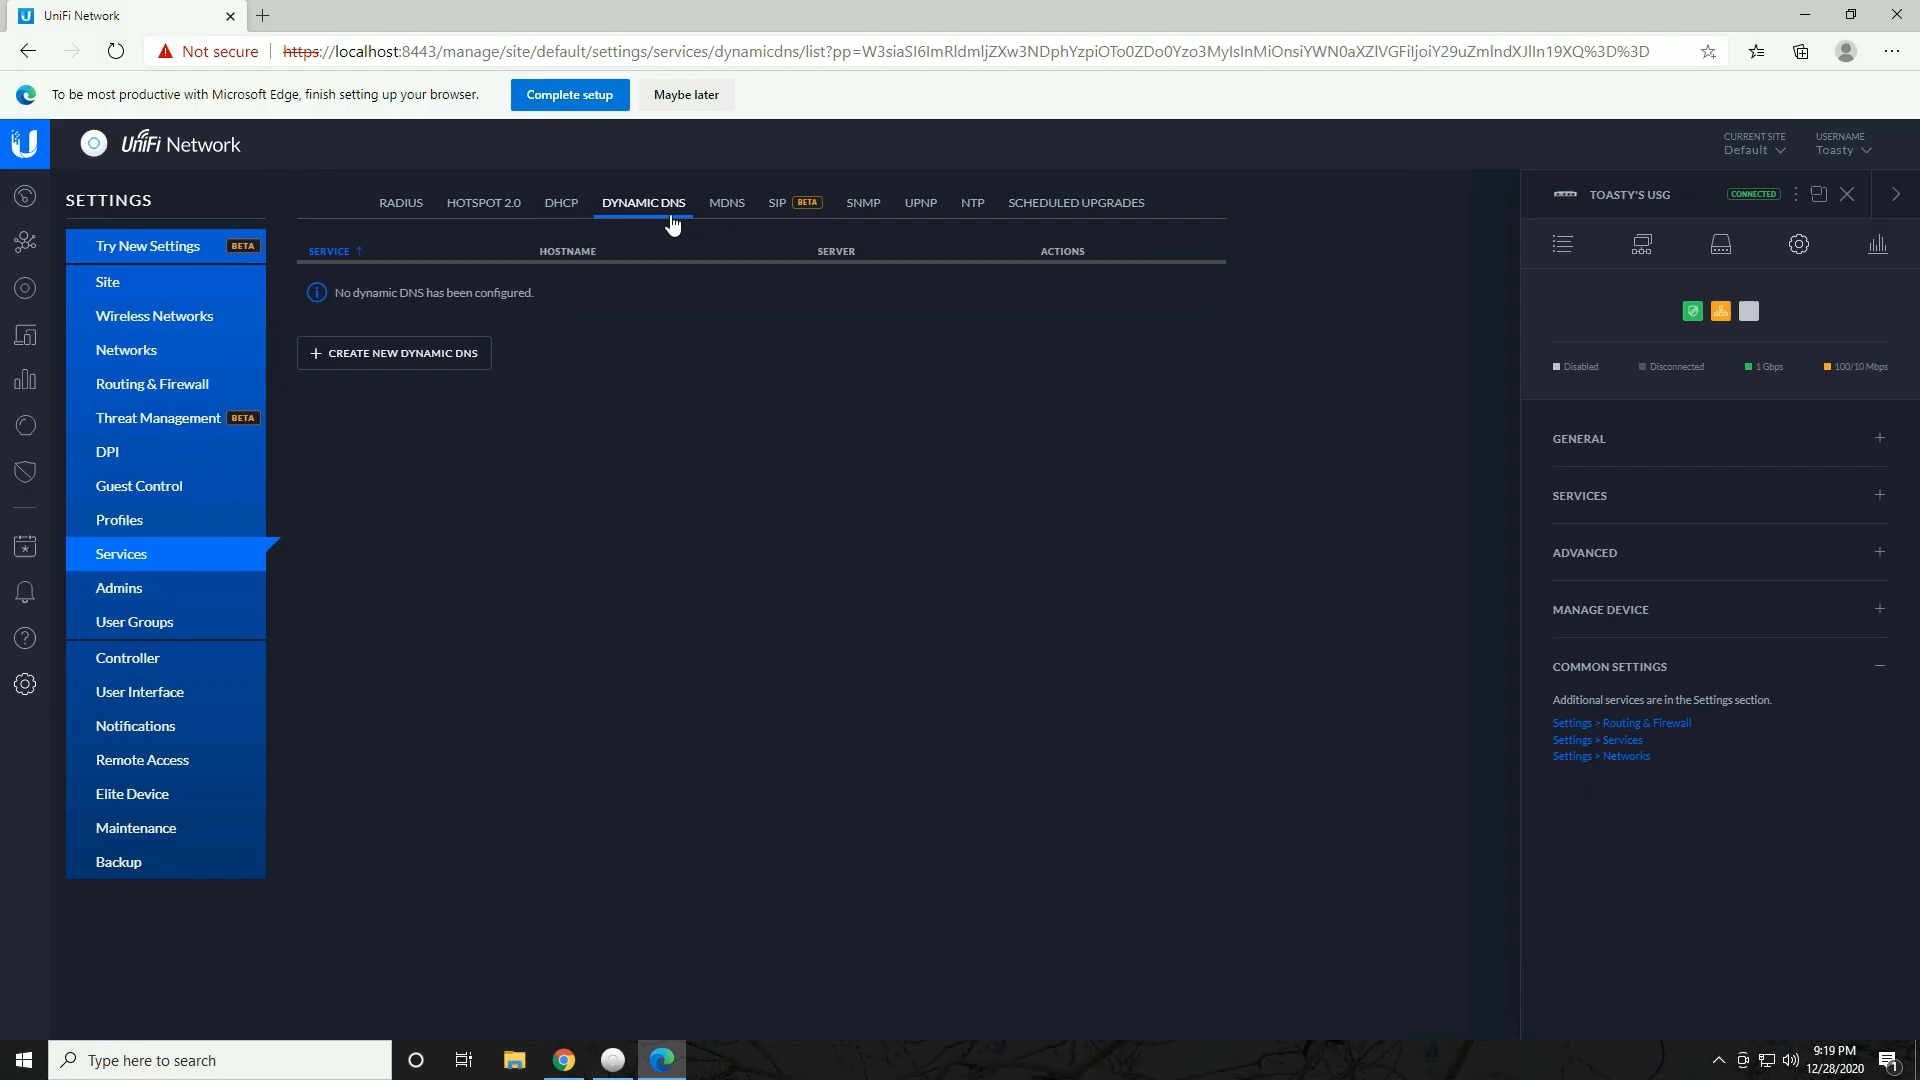 UniFi Network
Not secure
https://localhost:8443/manage/site/default/settings/services/dynamicdns/list?pp=W3siaSI6ImRldmljZXw3NDphYzpiOTo0ZDo0Yzo3MyIsInMiOnsiYWN0aXZlVGFiIjoiY29uZmlndXJlIn19XQ%3D%3D
To be most productive with Microsoft Edge, finish setting up your browser.
Complete setup
Maybe later
UniFi Network
CURRENT SITE
Default
USERNAME
Toasty
SETTINGS
Try New Settings BETA
Site
Wireless Networks
Networks
Routing & Firewall
Threat Management BETA
DPI
Guest Control
Profiles
Services
Admins
User Groups
Controller
User Interface
Notifications
Remote Access
Elite Device
Maintenance
Backup
RADIUS HOTSPOT 2.0 DHCP DYNAMIC DNS MDNS SIP BETA SNMP UPNP NTP SCHEDULED UPGRADES
SERVICE HOSTNAME SERVER ACTIONS
No dynamic DNS has been configured.
CREATE NEW DYNAMIC DNS
TOASTY'S USG CONNECTED
Disabled Disconnected 1 Gbps 100/10 Mbps
GENERAL
SERVICES
ADVANCED
MANAGE DEVICE
COMMON SETTINGS
Additional services are in the Settings section.
Settings > Routing & Firewall
Settings > Services
Settings > Networks
Type here to search
9:19 PM
12/28/2020
1